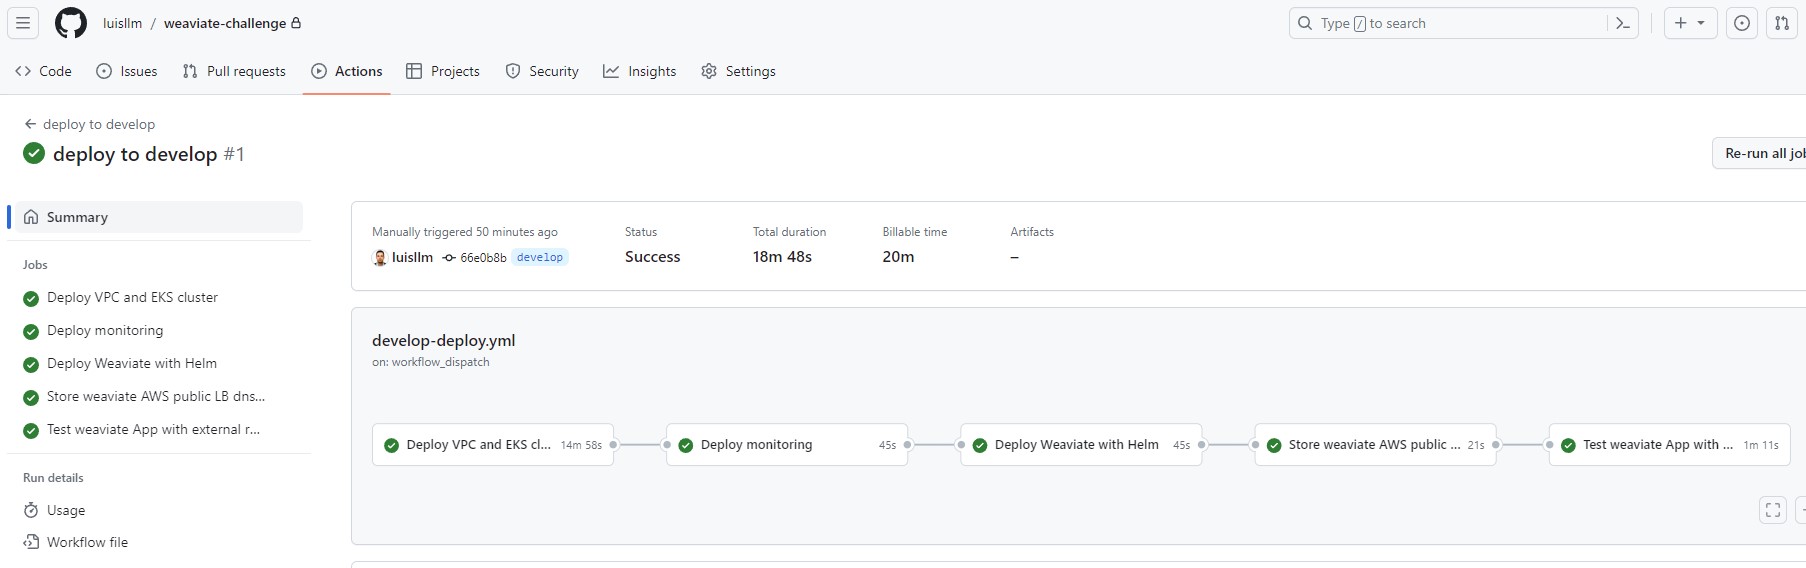 luisllm / weaviate-challenge
Type / to search
Code
Issues
Pull requests
Actions
Projects
Security
Insights
Settings
deploy to develop
deploy to develop #1
Re-run all job
Summary
Jobs
Deploy VPC and EKS cluster
Deploy monitoring
Deploy Weaviate with Helm
Store weaviate AWS public LB dns...
Test weaviate App with external r...
Run details
Usage
Workflow file
Manually triggered 50 minutes ago
luisllm 66e0b8b develop
Status
Success
Total duration
18m 48s
Billable time
20m
Artifacts
–
develop-deploy.yml
on: workflow_dispatch
Deploy VPC and EKS cl... 14m 58s
Deploy monitoring 45s
Deploy Weaviate with Helm 45s
Store weaviate AWS public ... 21s
Test weaviate App with ... 1m 11s